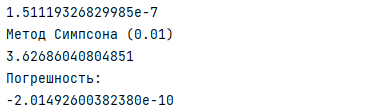 1.51119326829985e-7
Метод Симпсона (0.01)
3.62686040804851
Погрешность:
-2.01492600382380e-10